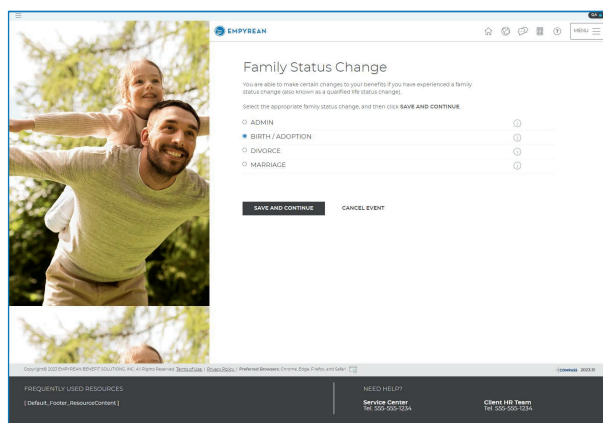 QA
EMPYREAN
MENU
Family Status Change
You are able to make certain changes to your benefits if you have experienced a family
status change (also known as a qualified life status change).
Select the appropriate family status change, and then click SAVE AND CONTINUE.
ADMIN
BIRTH / ADOPTION
DIVORCE
MARRIAGE
SAVE AND CONTINUE CANCEL EVENT
Copyright© 2023 EMPYREAN BENEFIT SOLUTIONS, INC. All Rights Reserved. Terms of Use | Privacy Policy | Preferred Browsers: Chrome, Edge, Firefox, and Safari
COMPASS 2023.10
FREQUENTLY USED RESOURCES
[ Default_Footer_ResourceContent ]
NEED HELP?
Service Center Client HR Team
Tel. 555-555-1234 Tel. 555-555-1234